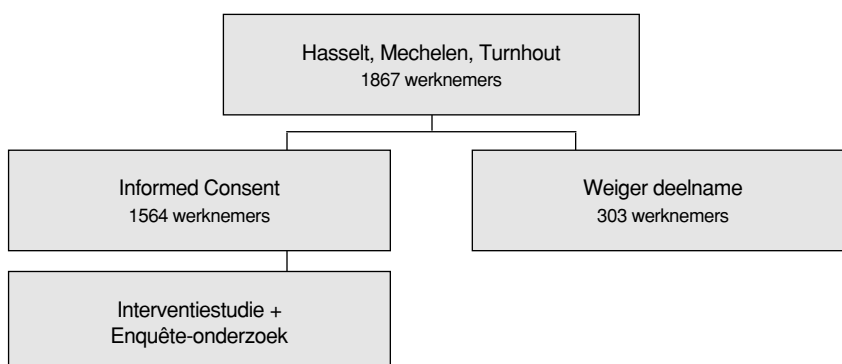 Hasselt, Mechelen, Turnhout
1867 werknemers
Informed Consent
1564 werknemers
Weiger deelname
303 werknemers
Interventiestudie +
Enquête-onderzoek